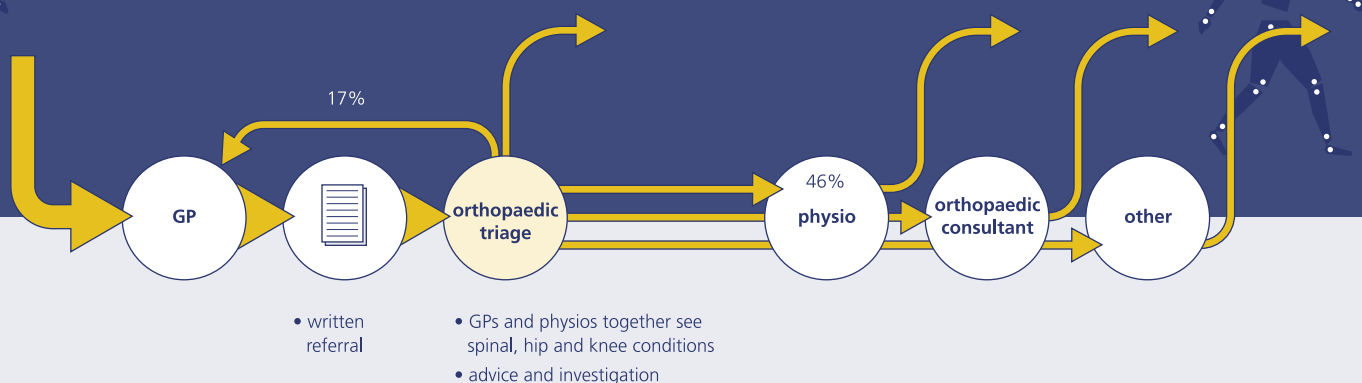 17%
GP
orthopaedic
triage
46%
physio
orthopaedic
consultant
other
• written
referral
• GPs and physios together see
spinal, hip and knee conditions
• advice and investigation